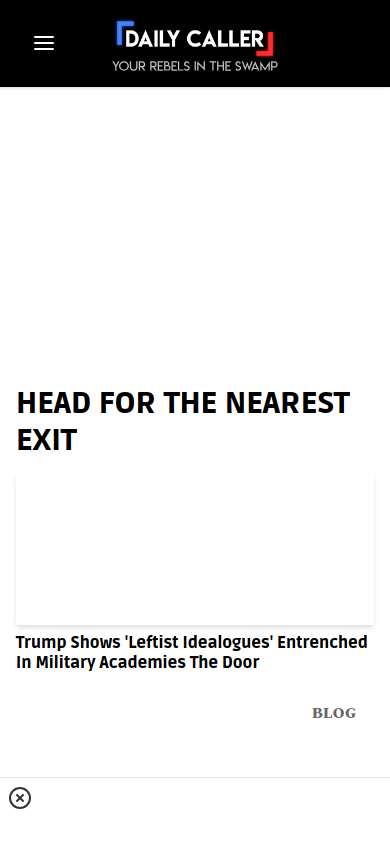 DAILY CALLER
YOUR REBELS IN THE SWAMP
HEAD FOR THE NEAREST
EXIT
Trump Shows 'Leftist Idealogues' Entrenched
In Military Academies The Door
BLOG